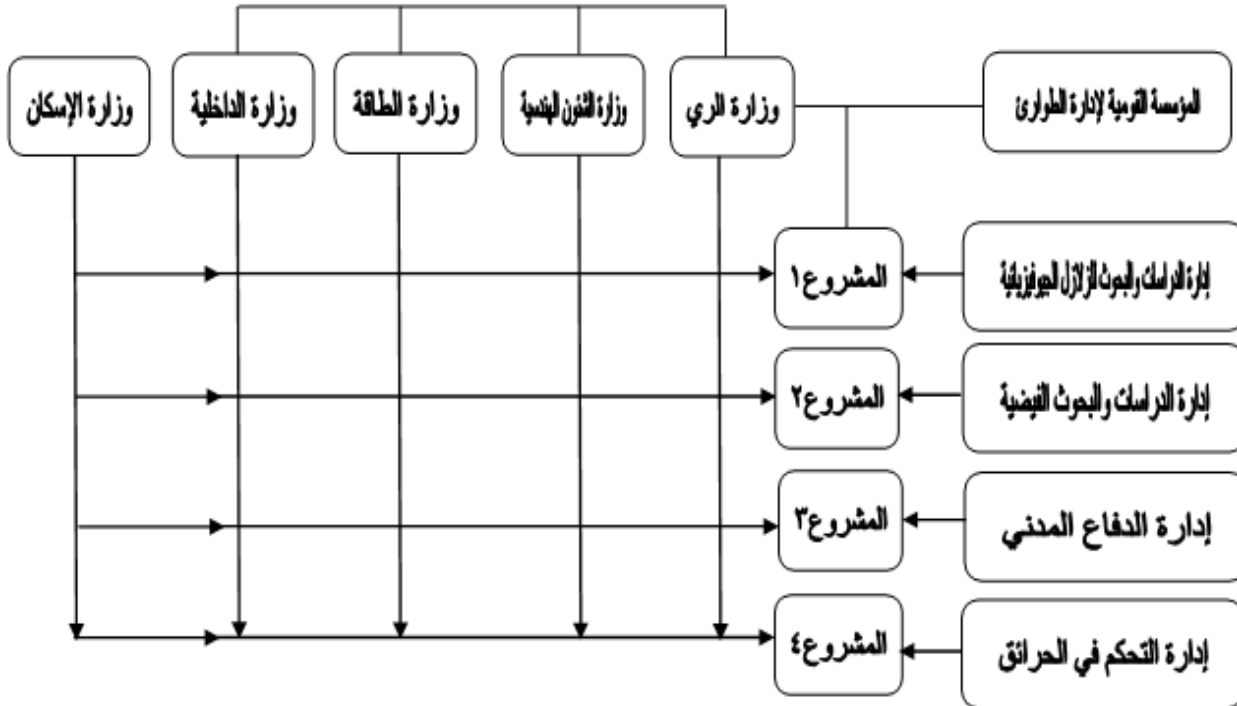 المؤسسة القومية لإدارة الطوارئ
وزارة الري
وزارة الشئون الهندسية
وزارة الطاقة
وزارة الداخلية
وزارة الإسكان
إدارة الدراسات والبحوث الزلازل الجيوفيزيائية
المشروع١
إدارة الدراسات والبحوث الفيضية
المشروع٢
إدارة الدفاع المدني
المشروع٣
إدارة التحكم في الحرائق
المشروع٤